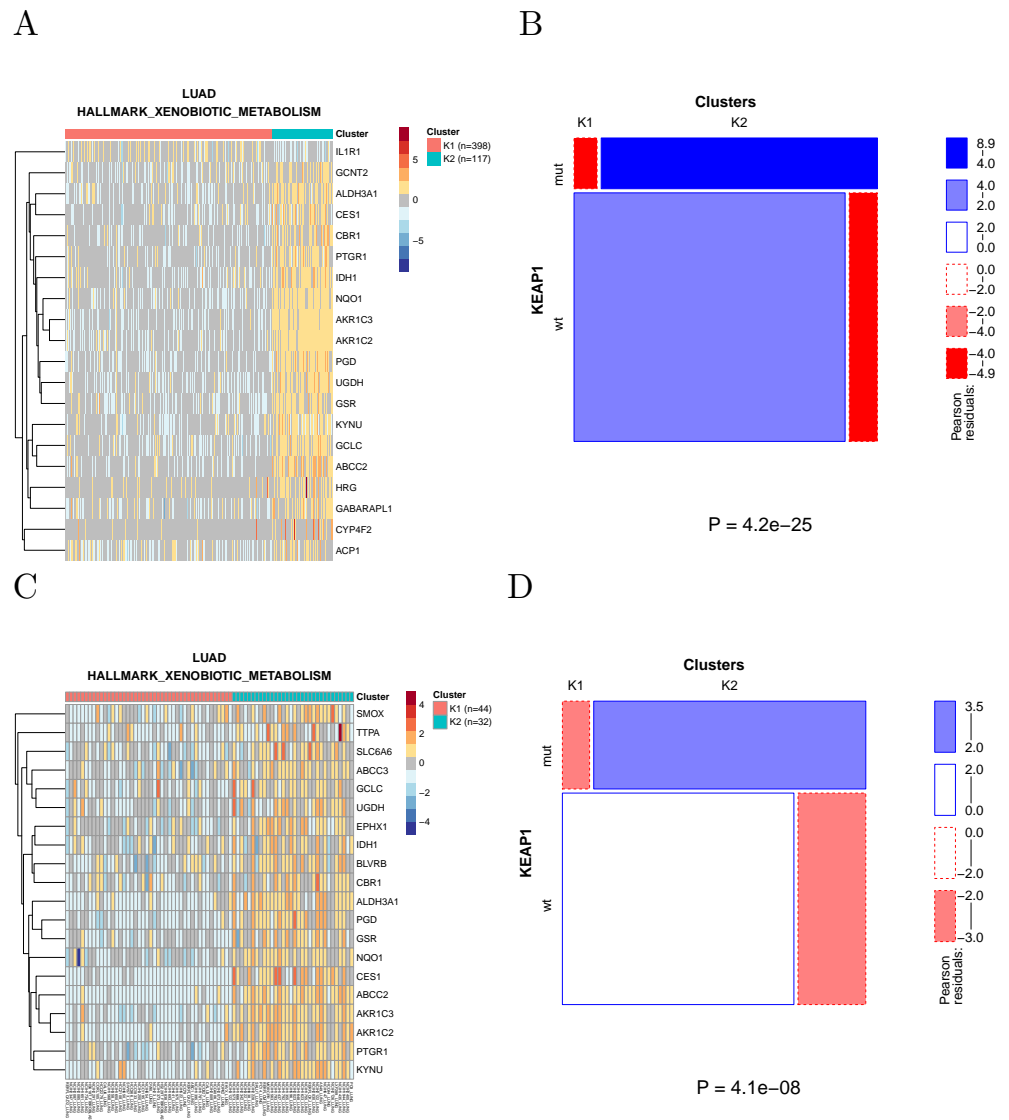 A
LUAD
HALLMARK_XENOBIOTIC_METABOLISM
Cluster
IL1R1
GCNT2
ALDH3A1
CES1
CBR1
PTGR1
IDH1
NQO1
AKR1C3
AKR1C2
PGD
UGDH
GSR
KYNU
GCLC
ABCC2
HRG
GABARAPL1
CYP4F2
ACP1
5
0
−5
Cluster
K1 (n=398)
K2 (n=117)
B
Clusters
K1 K2
mut
wt
KEAP1
8.9
4.0
4.0
2.0
2.0
0.0
−0.0
−2.0
−2.0
−4.0
−4.0
−4.9
Pearson
residuals:
P = 4.2e−25
C
LUAD
HALLMARK_XENOBIOTIC_METABOLISM
Cluster
SMOX
TTPA
SLC6A6
ABCC3
GCLC
UGDH
EPHX1
IDH1
BLVRB
CBR1
ALDH3A1
PGD
GSR
NQO1
CES1
ABCC2
AKR1C3
AKR1C2
PTGR1
KYNU
4
2
0
−2
−4
Cluster
K1 (n=44)
K2 (n=32)
D
Clusters
K1 K2
mut
wt
KEAP1
3.5
2.0
2.0
0.0
0.0
−2.0
−2.0
−3.0
Pearson
residuals:
P = 4.1e−08